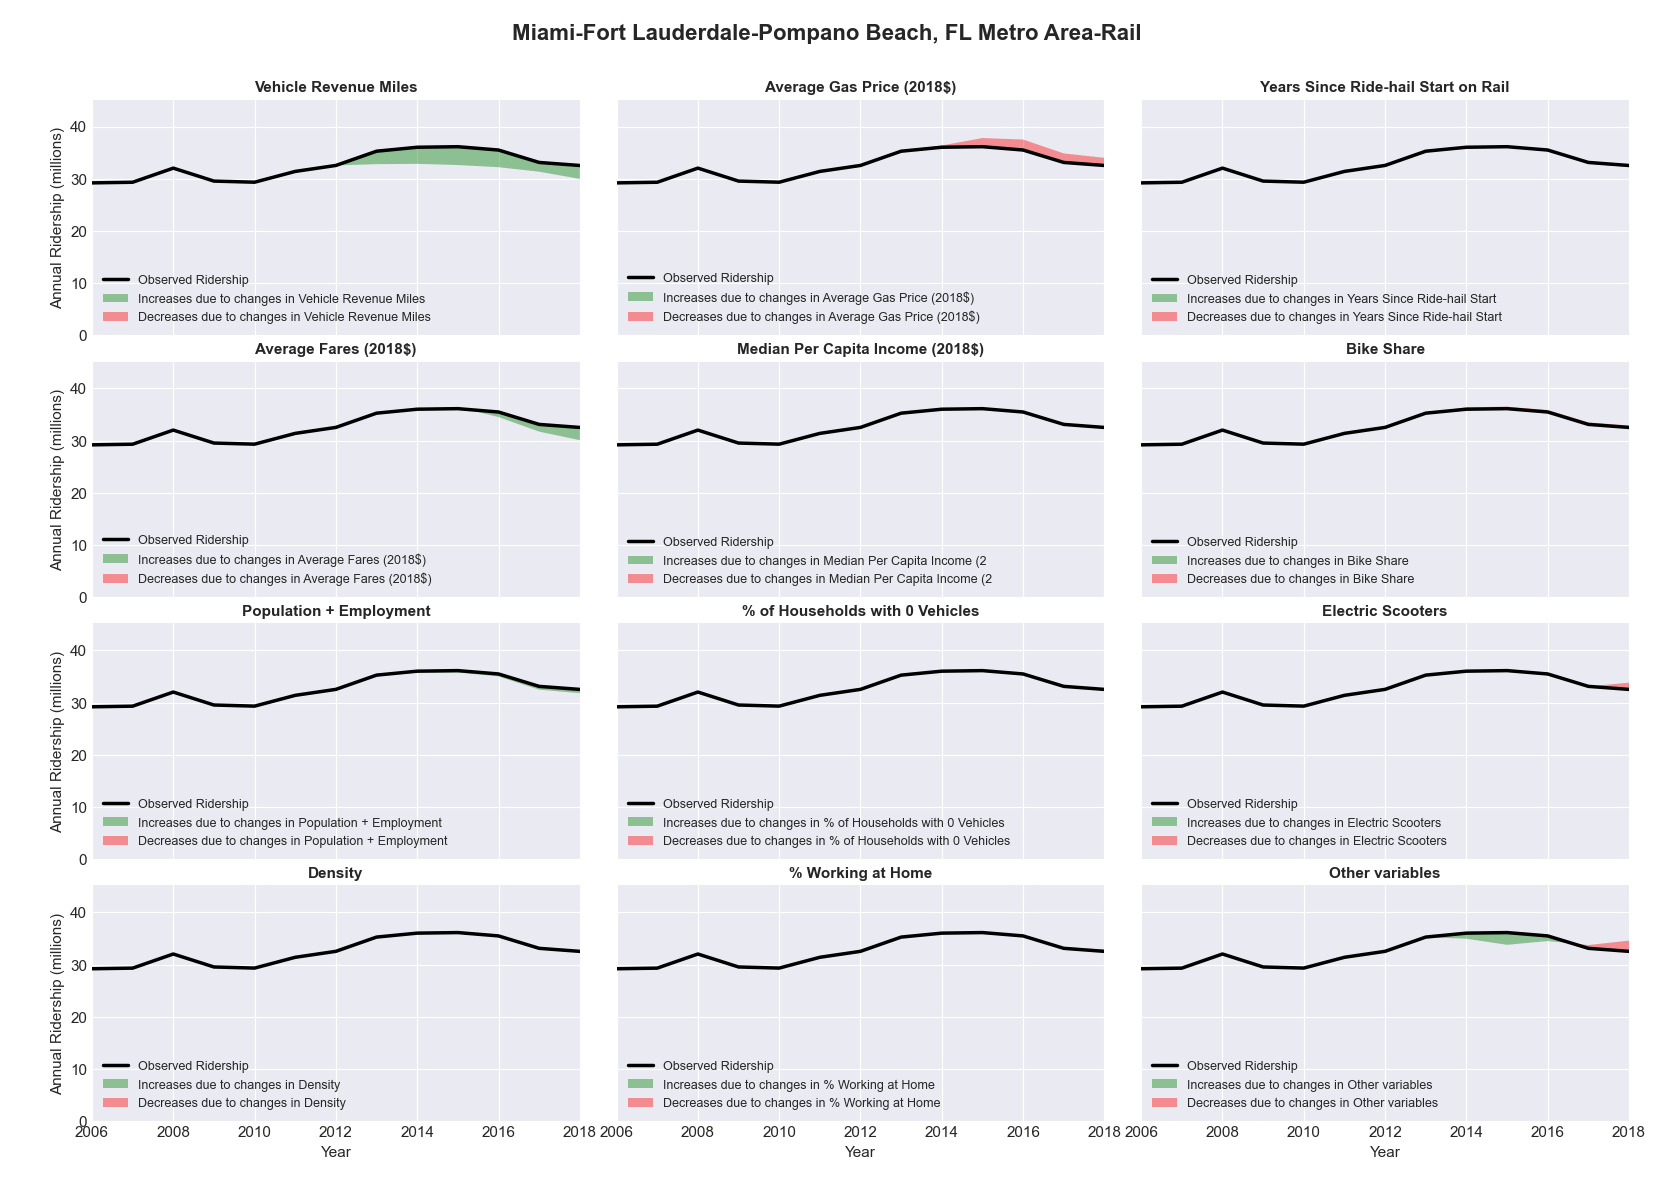 Miami-Fort Lauderdale-Pompano Beach, FL Metro Area-Rail
Vehicle Revenue Miles
Annual Ridership (millions)
40
30
20
10
0
Observed Ridership
Increases due to changes in Vehicle Revenue Miles
Decreases due to changes in Vehicle Revenue Miles
Average Gas Price (2018$)
Observed Ridership
Increases due to changes in Average Gas Price (2018$)
Decreases due to changes in Average Gas Price (2018$)
Years Since Ride-hail Start on Rail
Observed Ridership
Increases due to changes in Years Since Ride-hail Start
Decreases due to changes in Years Since Ride-hail Start
Average Fares (2018$)
Annual Ridership (millions)
40
30
20
10
0
Observed Ridership
Increases due to changes in Average Fares (2018$)
Decreases due to changes in Average Fares (2018$)
Median Per Capita Income (2018$)
Observed Ridership
Increases due to changes in Median Per Capita Income (2
Decreases due to changes in Median Per Capita Income (2
Bike Share
Observed Ridership
Increases due to changes in Bike Share
Decreases due to changes in Bike Share
Population + Employment
Annual Ridership (millions)
40
30
20
10
0
Observed Ridership
Increases due to changes in Population + Employment
Decreases due to changes in Population + Employment
% of Households with 0 Vehicles
Observed Ridership
Increases due to changes in % of Households with 0 Vehicles
Decreases due to changes in % of Households with 0 Vehicles
Electric Scooters
Observed Ridership
Increases due to changes in Electric Scooters
Decreases due to changes in Electric Scooters
Density
Annual Ridership (millions)
40
30
20
10
0
Observed Ridership
Increases due to changes in Density
Decreases due to changes in Density
2006 2008 2010 2012 2014 2016 2018
Year
% Working at Home
Observed Ridership
Increases due to changes in % Working at Home
Decreases due to changes in % Working at Home
2006 2008 2010 2012 2014 2016 2018
Year
Other variables
Observed Ridership
Increases due to changes in Other variables
Decreases due to changes in Other variables
2006 2008 2010 2012 2014 2016 2018
Year